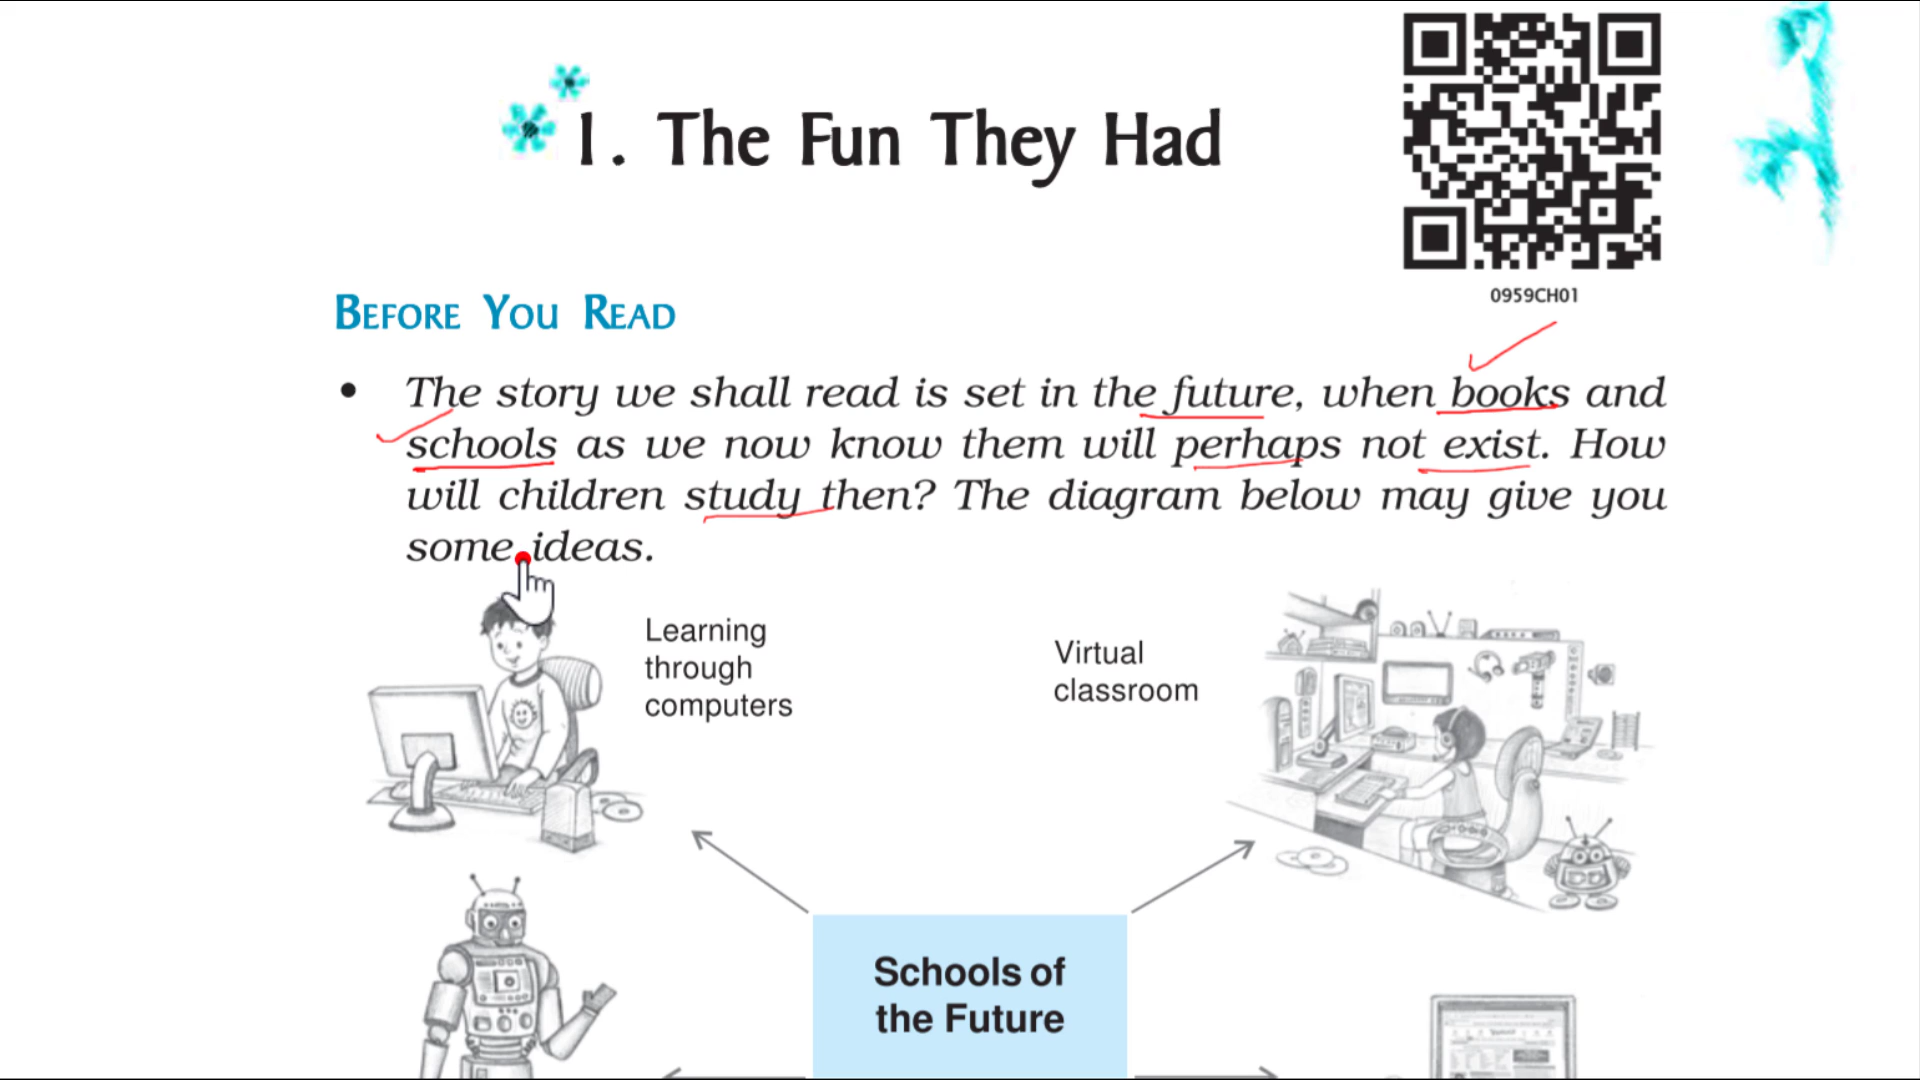 1. The Fun They Had
0959CH01
BEFORE YOU READ
• The story we shall read is set in the future, when books and
schools as we now know them will perhaps not exist. How
will children study then? The diagram below may give you
some ideas.
Learning
through
computers
Virtual
classroom
Schools of
the Future